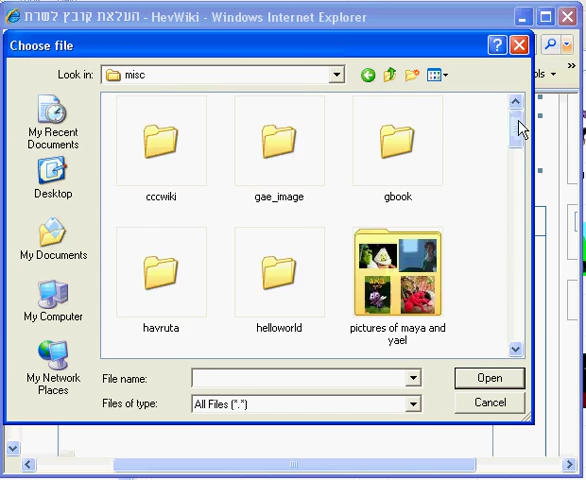 העלאת קובץ לשרת - HevWiki - Windows Internet Explorer
Choose file
Look in:
misc
My Recent
Documents
Desktop
My Documents
My Computer
My Network
Places
cccwiki
gae_image
gbook
havruta
helloworld
pictures of maya and
yael
File name:
Open
Files of type:
All Files (*.*)
Cancel